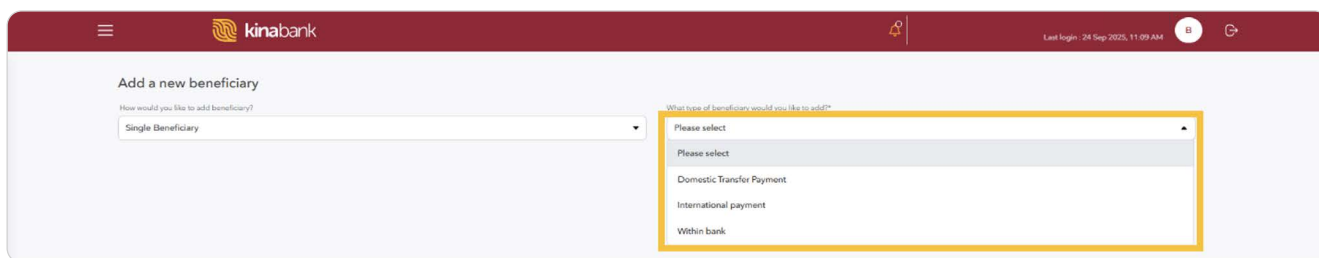 kinabank
Last login : 24 Sep 2025, 11:09 AM
B
Add a new beneficiary
How would you like to add beneficiary?
What type of beneficiary would you like to add?*
Single Beneficiary
Please select
Please select
Domestic Transfer Payment
International payment
Within bank